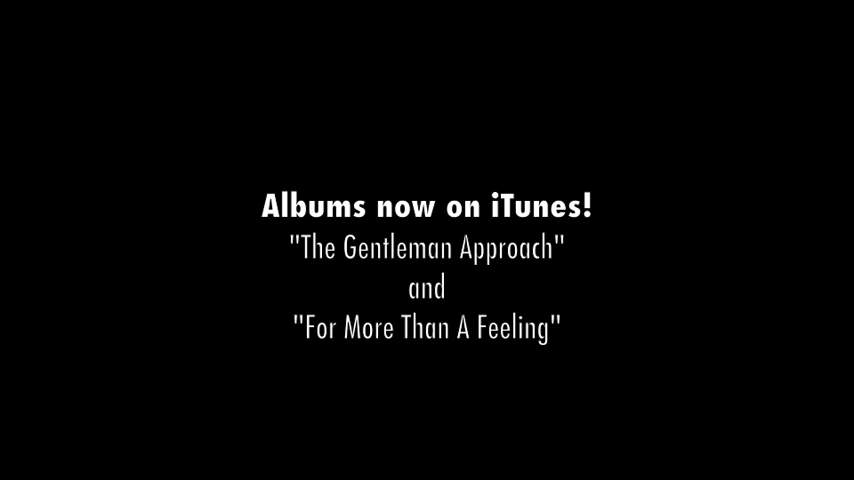 Albums now on iTunes!
"The Gentleman Approach"
and
"For More Than A Feeling"